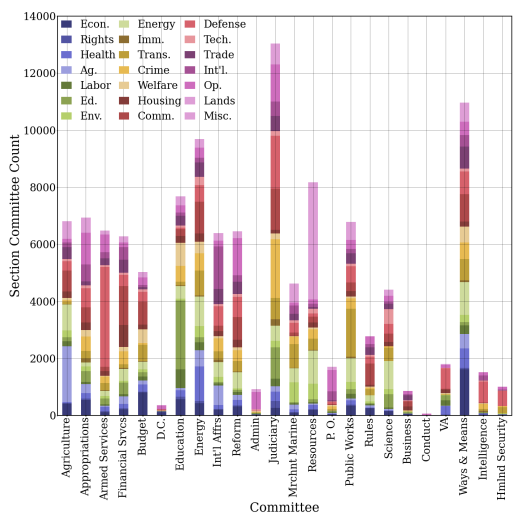 14000
12000
10000
8000
6000
4000
2000
0
Section Committee Count
Econ.
Rights
Health
Ag.
Labor
Ed.
Env.
Energy
Imm.
Trans.
Crime
Welfare
Housing
Comm.
Defense
Tech.
Trade
Int'l.
Op.
Lands
Misc.
Agriculture
Appropriations
Armed Services
Financial Srvcs
Budget
D.C.
Education
Energy
Int'l Affrs
Reform
Admin
Judiciary
Mrchnt Marine
Resources
P. O.
Public Works
Rules
Science
Business
Conduct
VA
Ways & Means
Intelligence
Hmlnd Security
Committee